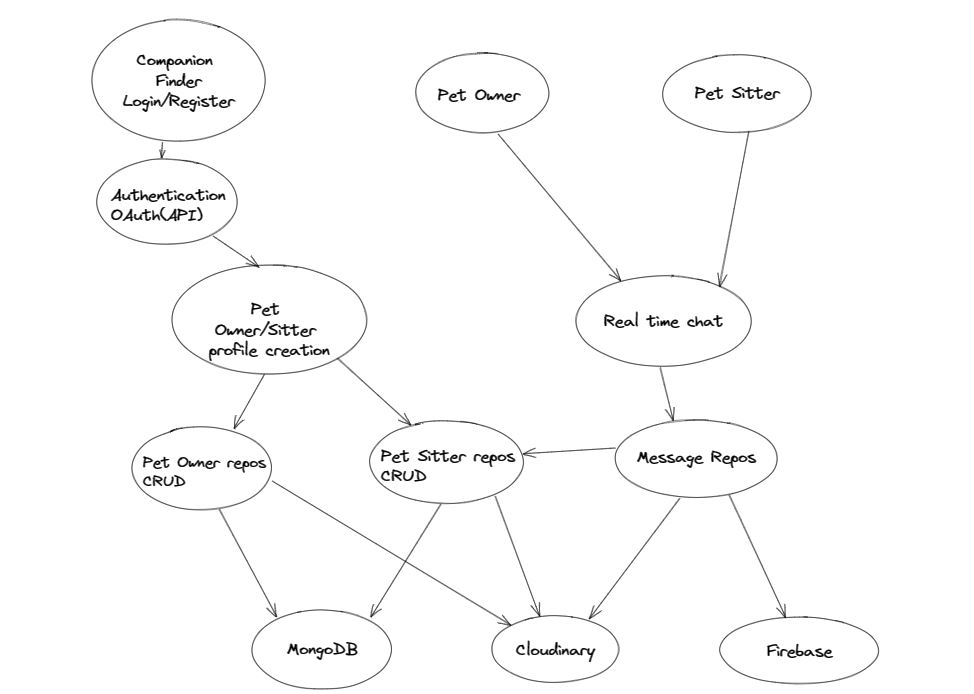 Companion
Finder
Login/Register
Pet Owner
Pet Sitter
Authentication
OAuth(API)
Pet
Owner/Sitter
profile creation
Real time chat
Pet Owner repos
CRUD
Pet Sitter repos
CRUD
Message Repos
MongoDB
Cloudinary
Firebase